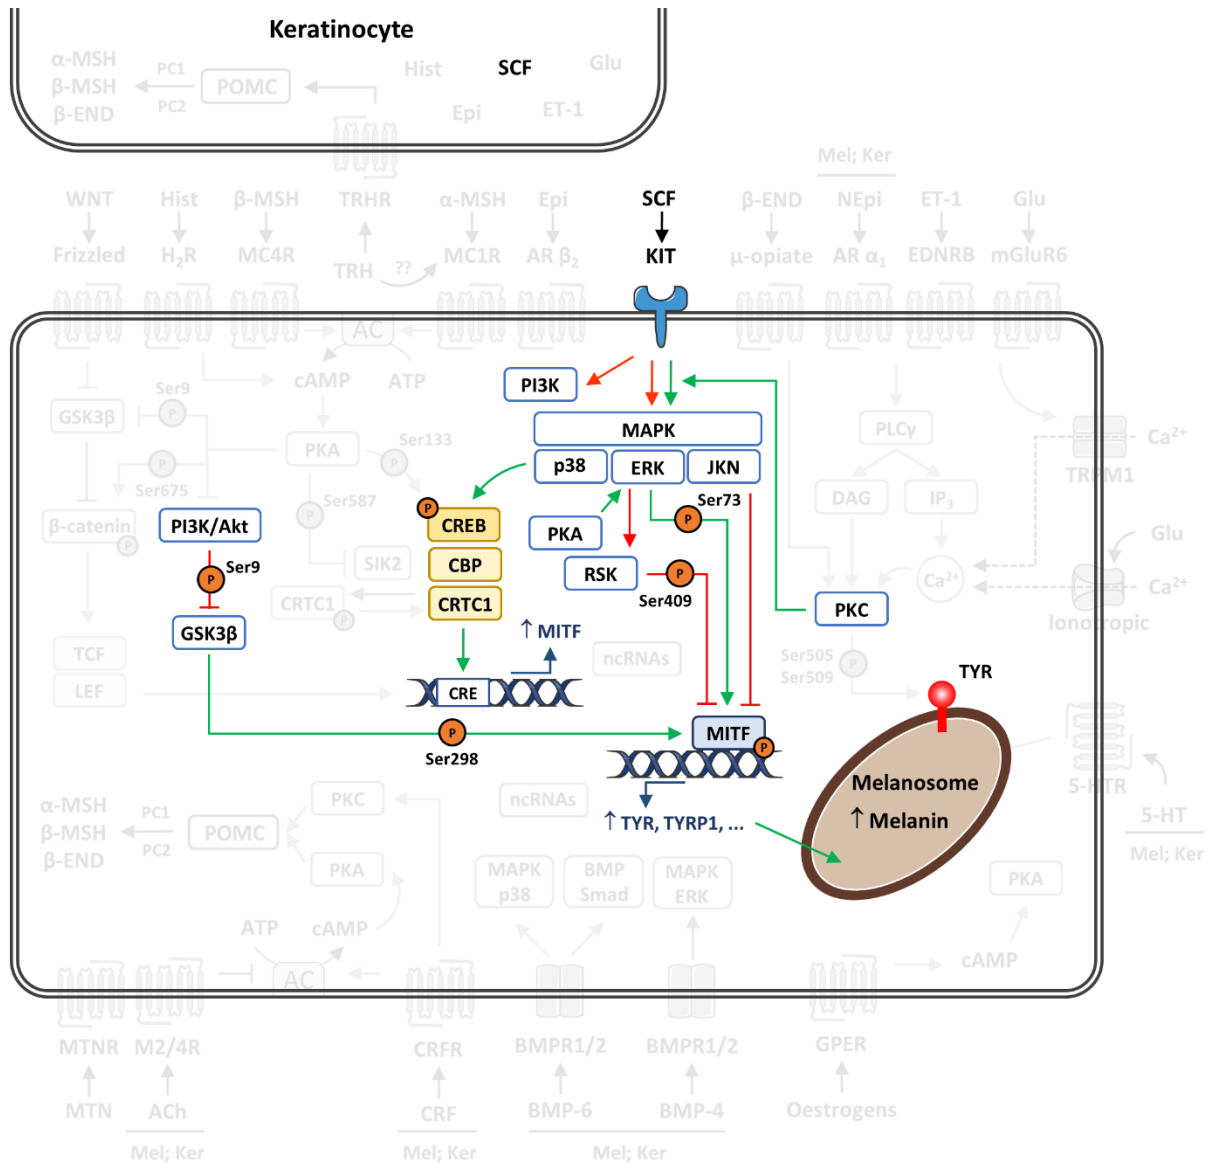 Keratinocyte
α-MSH
β-MSH
β-END
PC1
PC2
POMC
Hist
SCF
Glu
Epi
ET-1
Mel; Ker
WNT
Hist
β-MSH
TRHR
α-MSH
Epi
SCF
β-END
NEpi
ET-1
Glu
Frizzled
H₂R
MC4R
TRH
??
MC1R
AR β₂
KIT
μ-opiate
AR α₁
EDNRB
mGluR6
AC
cAMP
ATP
PI3K
Ser9
P
GSK3β
MAPK
PLCγ
Ca²⁺
TRPM1
PKA
Ser133
P
p38
ERK
JKN
P
Ser675
Ser587
P
Ser73
P
DAG
IP₃
β-catenin
P
PI3K/Akt
P
CREB
PKA
Glu
CBP
SIK2
RSK
P
Ser409
Ser9
P
Ca²⁺
Ca²⁺
Ionotropic
CRTC1
P
CRTC1
PKC
GSK3β
↑ MITF
ncRNAs
Ser505
Ser509
P
TCF
LEF
CRE
TYR
P
Ser298
MITF
P
5-HTR
Melanosome
↑ Melanin
5-HT
Mel; Ker
α-MSH
β-MSH
β-END
PC1
PC2
POMC
PKC
PKA
ncRNAs
↑ TYR, TYRP1, ...
MAPK
p38
BMP
Smad
MAPK
ERK
PKA
ATP
cAMP
AC
cAMP
MTNR
M2/4R
CRFR
BMPR1/2
BMPR1/2
GPER
MTN
ACh
CRF
BMP-6
BMP-4
Oestrogens
Mel; Ker
Mel; Ker
Mel; Ker